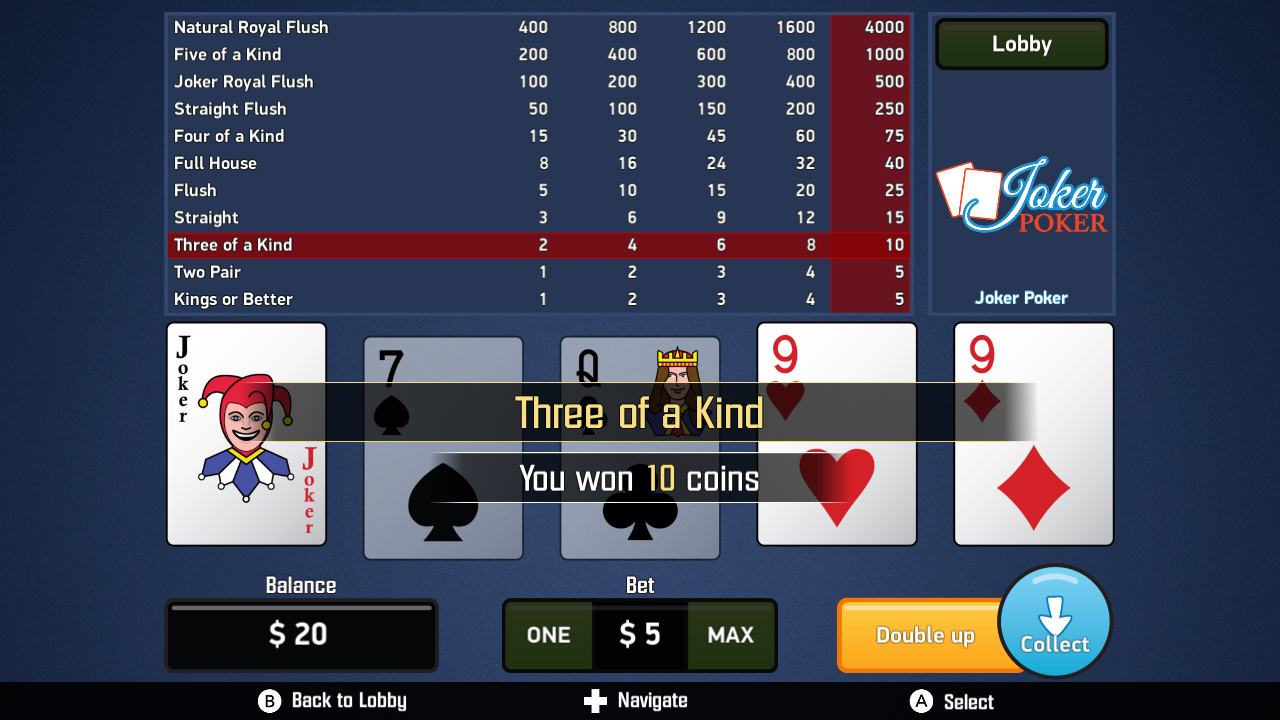 Natural Royal Flush 400 800 1200 1600 4000
Five of a Kind 200 400 600 800 1000
Joker Royal Flush 100 200 300 400 500
Straight Flush 50 100 150 200 250
Four of a Kind 15 30 45 60 75
Full House 8 16 24 32 40
Flush 5 10 15 20 25
Straight 3 6 9 12 15
Three of a Kind 2 4 6 8 10
Two Pair 1 2 3 4 5
Kings or Better 1 2 3 4 5
Lobby
Joker
POKER
Joker Poker
Joker
Joker
7
Q
9
9
Three of a Kind
You won 10 coins
Balance
$ 20
Bet
ONE $ 5 MAX
Double up
Collect
B Back to Lobby
Navigate
A Select